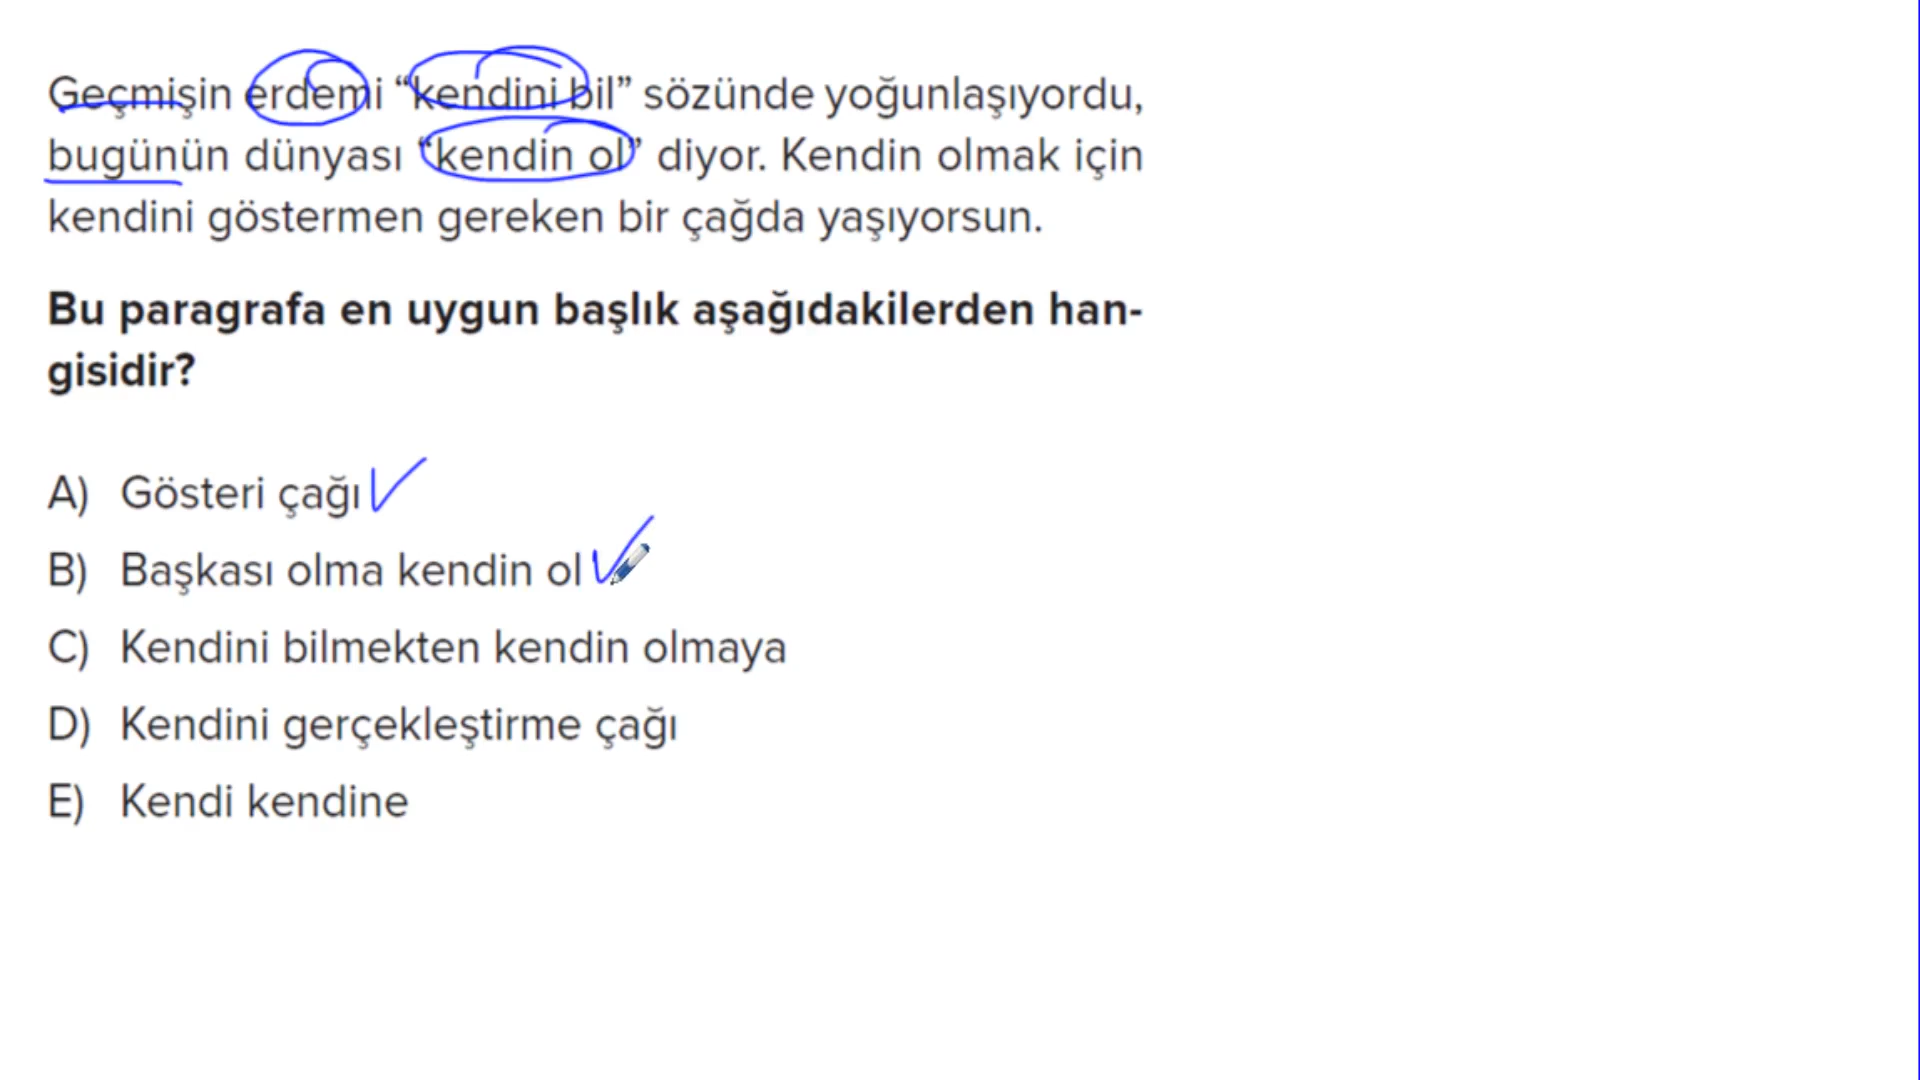 Geçmişin erdemi “kendini bil” sözünde yoğunlaşıyordu,
bugünün dünyası “kendin ol” diyor. Kendin olmak için
kendini göstermen gereken bir çağda yaşıyorsun.
Bu paragrafa en uygun başlık aşağıdakilerden han-
gisidir?
A) Gösteri çağı
B) Başkası olma kendin ol
C) Kendini bilmekten kendin olmaya
D) Kendini gerçekleştirme çağı
E) Kendi kendine